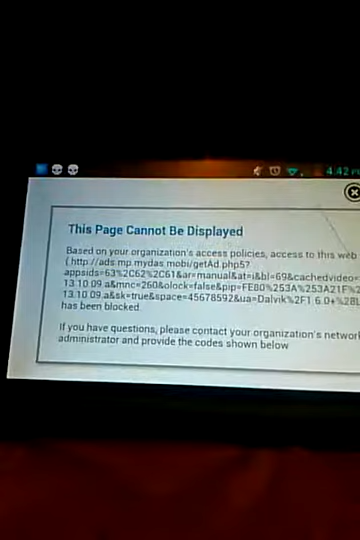 4.42 P
This Page Cannot Be Displayed
Based on your organization's access policies, access to this web
( http://ads.mp.mydas.mobi/getAd.php5?
appsids=63%2C62%2C61&ar=manual&at=i&bl=69&cachedvideo=
13.10.09.a&mnc=260&olock=false&pip=FE80%253A%253A21F%2
13.10.09.a&sk=true&space=45678592&ua=Dalvik%2F1.6.0+%28L
has been blocked.
If you have questions, please contact your organization's network
administrator and provide the codes shown below